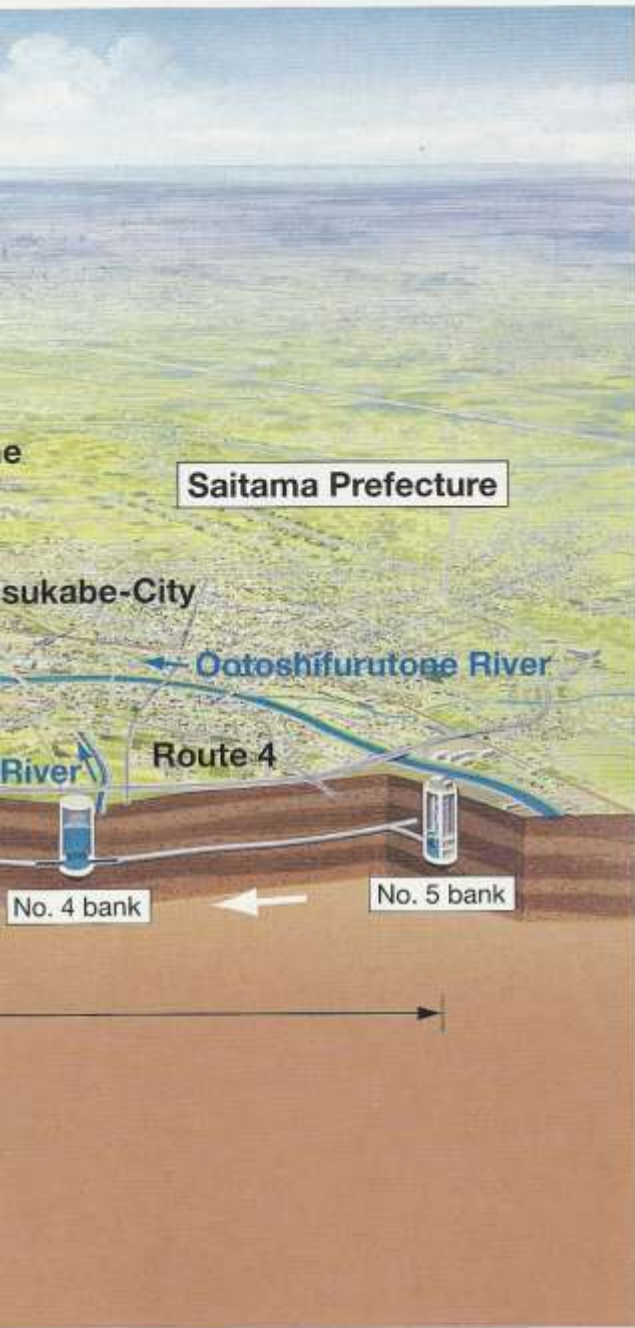 e
Saitama Prefecture
sukabe-City
Ootoshifurutone River
Route 4
River
No. 4 bank
No. 5 bank